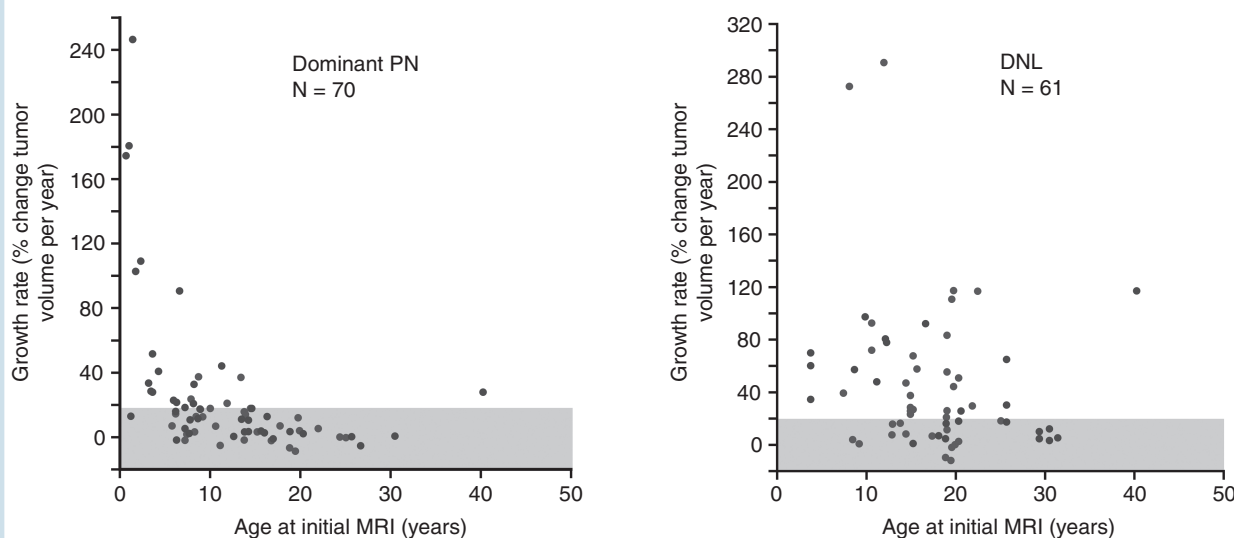 Growth rate (% change tumor
volume per year)
240
200
160
120
80
40
0
Dominant PN
N = 70
0 10 20 30 40 50
Age at initial MRI (years)
Growth rate (% change tumor
volume per year)
320
280
240
200
160
120
80
40
0
DNL
N = 61
0 10 20 30 40 50
Age at initial MRI (years)